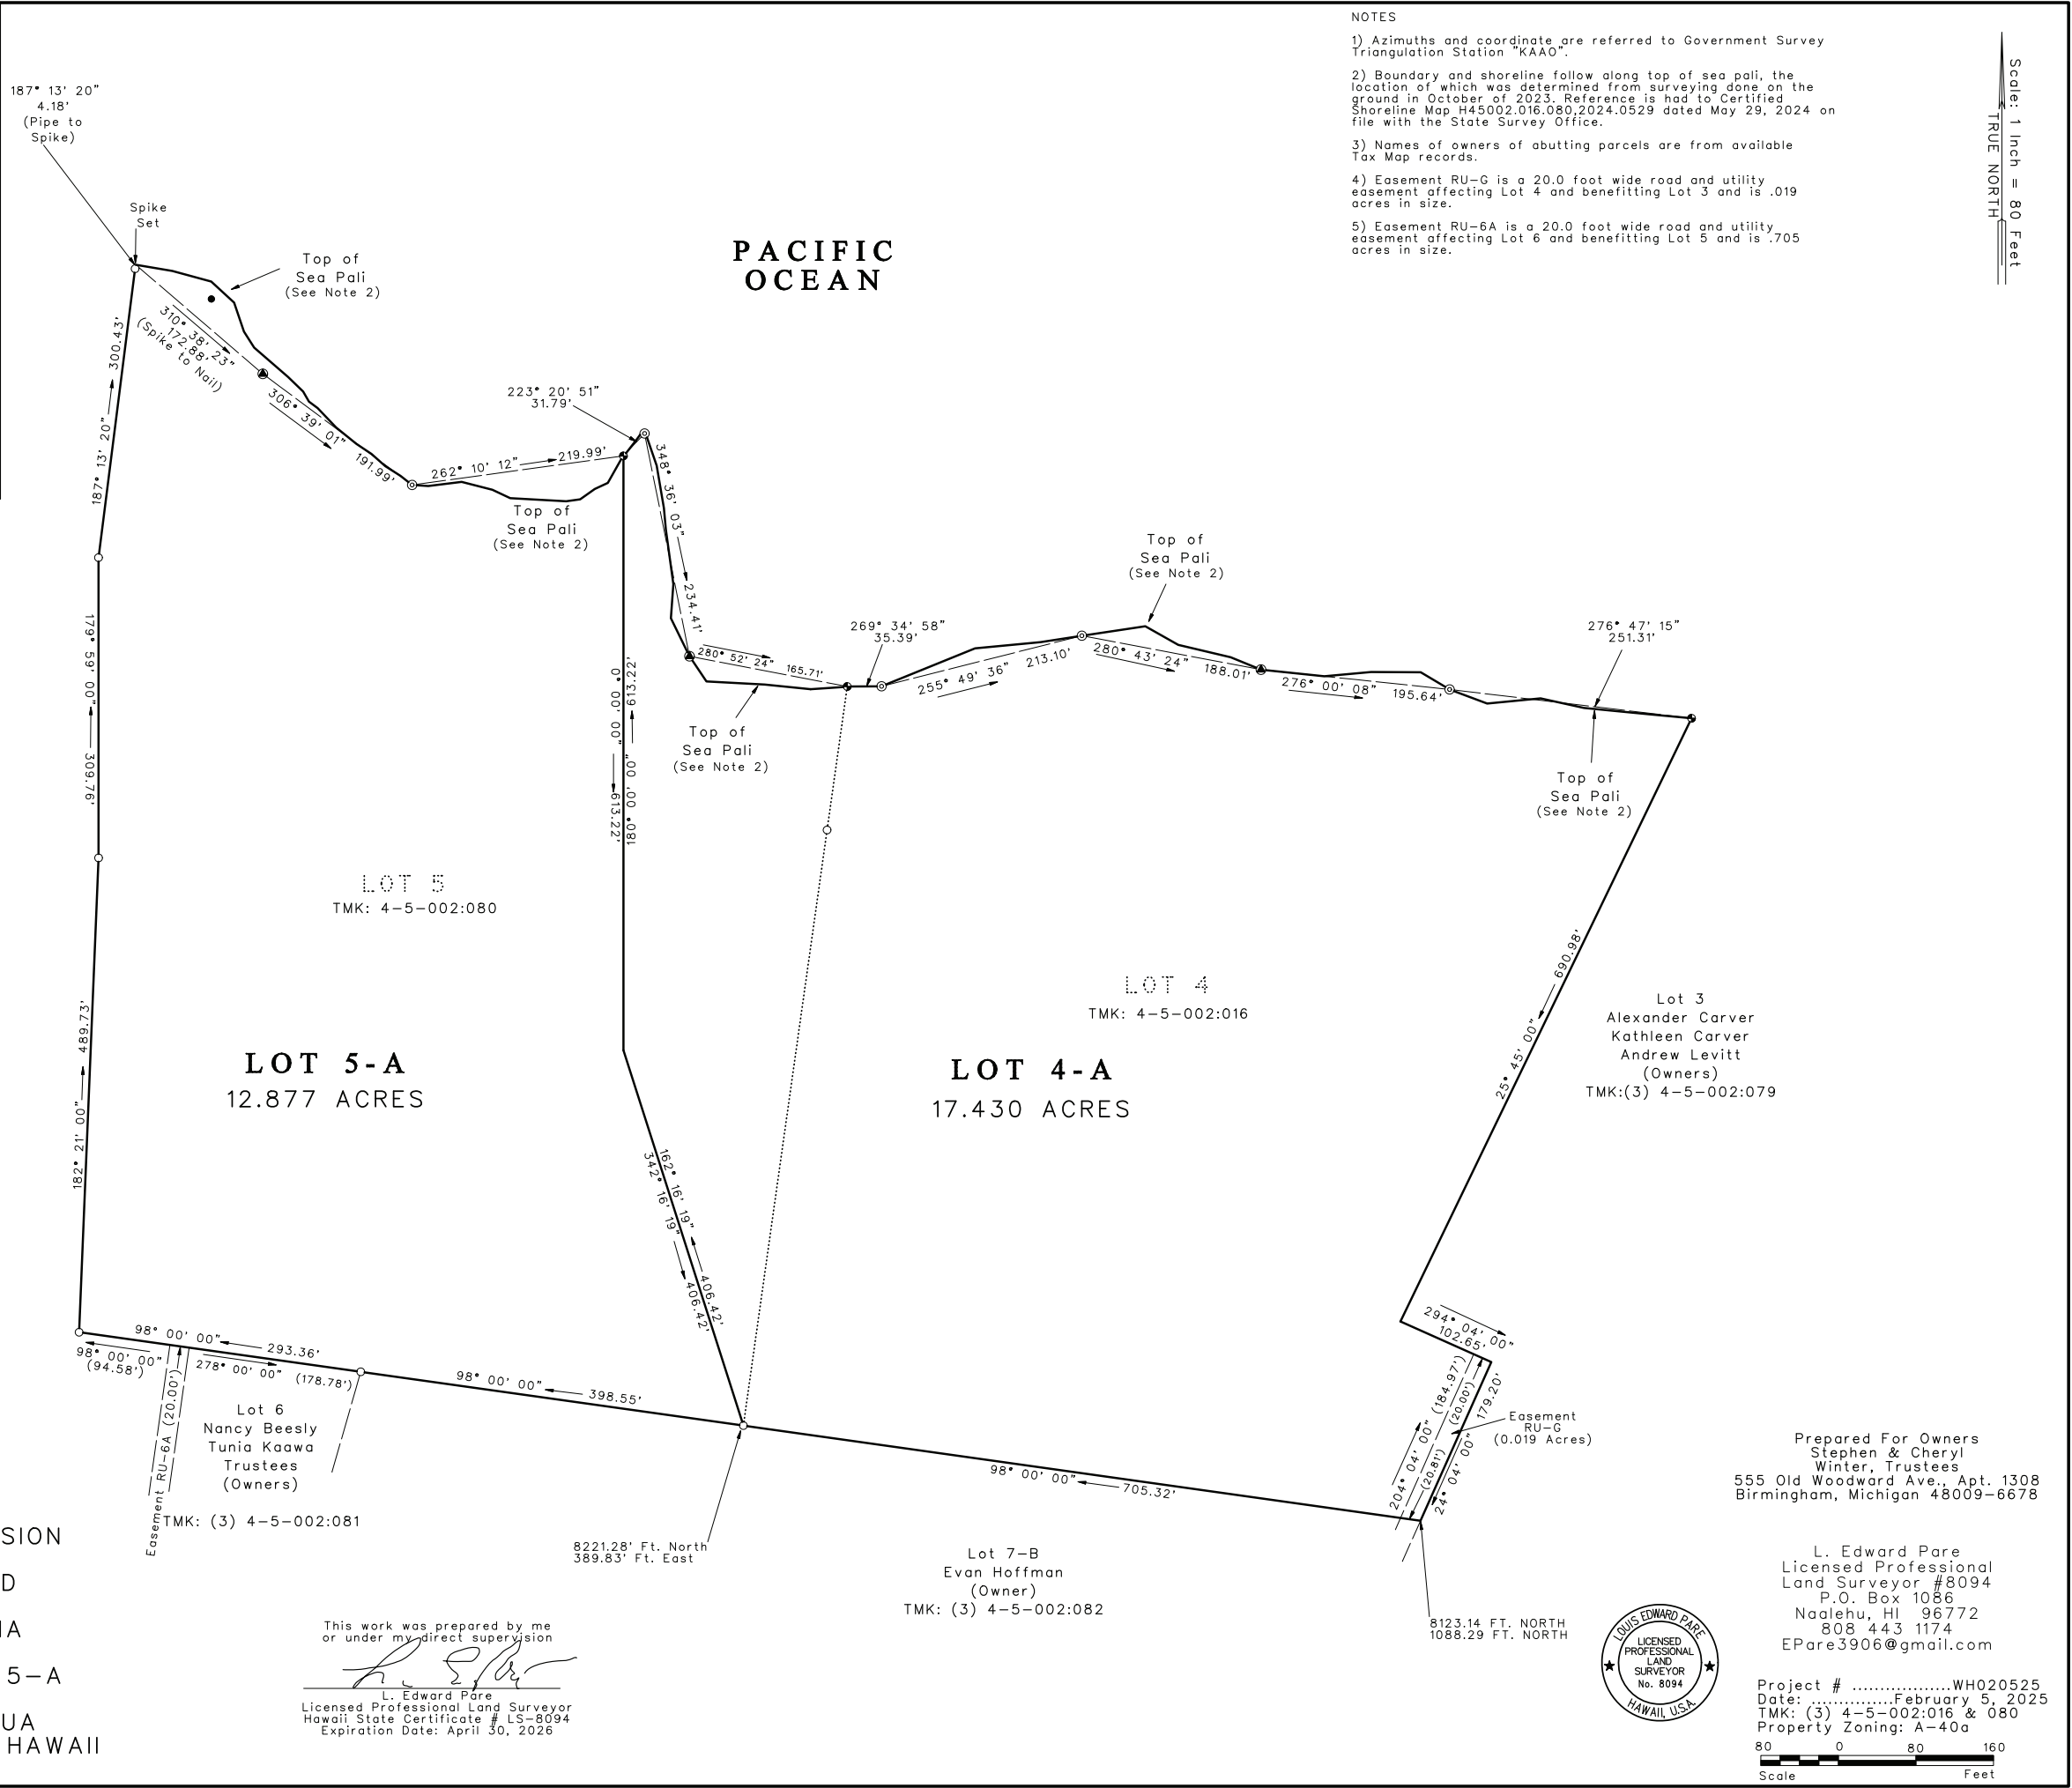 NOTES
1) Azimuths and coordinate are referred to Government Survey
Triangulation Station "KAAO".
2) Boundary and shoreline follow along top of sea pali, the
location of which was determined from surveying done on the
ground in October of 2023. Reference is had to Certified
Shoreline Map H45002.016.080,2024.0529 dated May 29, 2024 on
file with the State Survey Office.
3) Names of owners of abutting parcels are from available
Tax Map records.
4) Easement RU-G is a 20.0 foot wide road and utility
easement affecting Lot 4 and benefitting Lot 3 and is .019
acres in size.
5) Easement RU-6A is a 20.0 foot wide road and utility
easement affecting Lot 6 and benefitting Lot 5 and is .705
acres in size.
Scale: 1 Inch = 80 Feet
TRUE NORTH
187° 13' 20"
4.18'
(Pipe to
Spike)
Spike
Set
Top of
Sea Pali
(See Note 2)
PACIFIC
OCEAN
310° 38' 23"
172.88'
(Spike to Nail)
187° 13' 20"
300.43'
306° 39' 01"
191.99'
223° 20' 51"
31.79'
262° 10' 12"
219.99'
Top of
Sea Pali
(See Note 2)
348° 36' 03"
234.41'
280° 52' 24"
165.71'
Top of
Sea Pali
(See Note 2)
269° 34' 58"
35.39'
255° 49' 36"
213.10'
Top of
Sea Pali
(See Note 2)
280° 43' 24"
188.01'
276° 00' 08"
195.64'
276° 47' 15"
251.31'
Top of
Sea Pali
(See Note 2)
179° 59' 00"
309.76'
0° 00' 00"
613.22'
180° 00' 00"
613.22'
LOT 5
TMK: 4-5-002:080
LOT 4
TMK: 4-5-002:016
LOT 5-A
12.877 ACRES
LOT 4-A
17.430 ACRES
25° 45' 00"
690.98'
Lot 3
Alexander Carver
Kathleen Carver
Andrew Levitt
(Owners)
TMK:(3) 4-5-002:079
182° 21' 00"
489.73'
162° 16' 19"
406.42'
342° 16' 19"
406.42'
98° 00' 00"
293.36'
98° 00' 00"
(94.58')
278° 00' 00"
(178.78')
98° 00' 00"
398.55'
Easement RU-6A (20.00')
Lot 6
Nancy Beesly
Tunia Kaawa
Trustees
(Owners)
TMK: (3) 4-5-002:081
8221.28' Ft. North
389.83' Ft. East
98° 00' 00"
705.32'
Lot 7-B
Evan Hoffman
(Owner)
TMK: (3) 4-5-002:082
294° 04' 00"
102.65'
204° 04' 00"
(184.97')
(20.81')
(20.00')
24° 04' 00"
179.20'
Easement
RU-G
(0.019 Acres)
8123.14 FT. NORTH
1088.29 FT. NORTH
SION
D
IA
5-A
UA
HAWAII
This work was prepared by me
or under my direct supervision
L. Edward Pare
Licensed Professional Land Surveyor
Hawaii State Certificate # LS-8094
Expiration Date: April 30, 2026
LOUIS EDWARD PARE
LICENSED
PROFESSIONAL
LAND
SURVEYOR
No. 8094
HAWAII, U.S.A.
Prepared For Owners
Stephen & Cheryl
Winter, Trustees
555 Old Woodward Ave., Apt. 1308
Birmingham, Michigan 48009-6678
L. Edward Pare
Licensed Professional
Land Surveyor #8094
P.O. Box 1086
Naalehu, HI 96772
808 443 1174
EPare3906@gmail.com
Project # ..................WH020525
Date: ...............February 5, 2025
TMK: (3) 4-5-002:016 & 080
Property Zoning: A-40a
80 0 80 160
Scale Feet